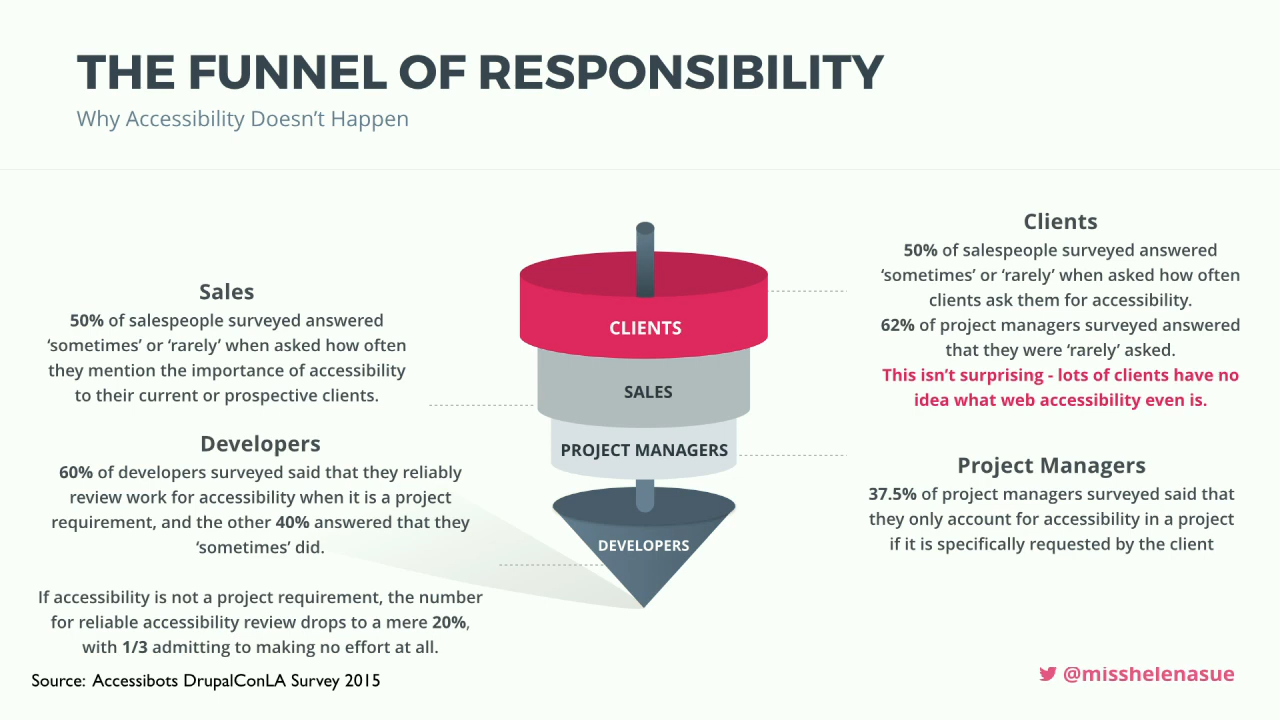 THE FUNNEL OF RESPONSIBILITY
Why Accessibility Doesn’t Happen
Sales
50% of salespeople surveyed answered
‘sometimes’ or ‘rarely’ when asked how often
they mention the importance of accessibility
to their current or prospective clients.
Developers
60% of developers surveyed said that they reliably
review work for accessibility when it is a project
requirement, and the other 40% answered that they
‘sometimes’ did.
If accessibility is not a project requirement, the number
for reliable accessibility review drops to a mere 20%,
with 1/3 admitting to making no effort at all.
Source: Accessibots DrupalConLA Survey 2015
CLIENTS
SALES
PROJECT MANAGERS
DEVELOPERS
Clients
50% of salespeople surveyed answered
‘sometimes’ or ‘rarely’ when asked how often
clients ask them for accessibility.
62% of project managers surveyed answered
that they were ‘rarely’ asked.
This isn’t surprising - lots of clients have no
idea what web accessibility even is.
Project Managers
37.5% of project managers surveyed said that
they only account for accessibility in a project
if it is specifically requested by the client
@misshelenasue